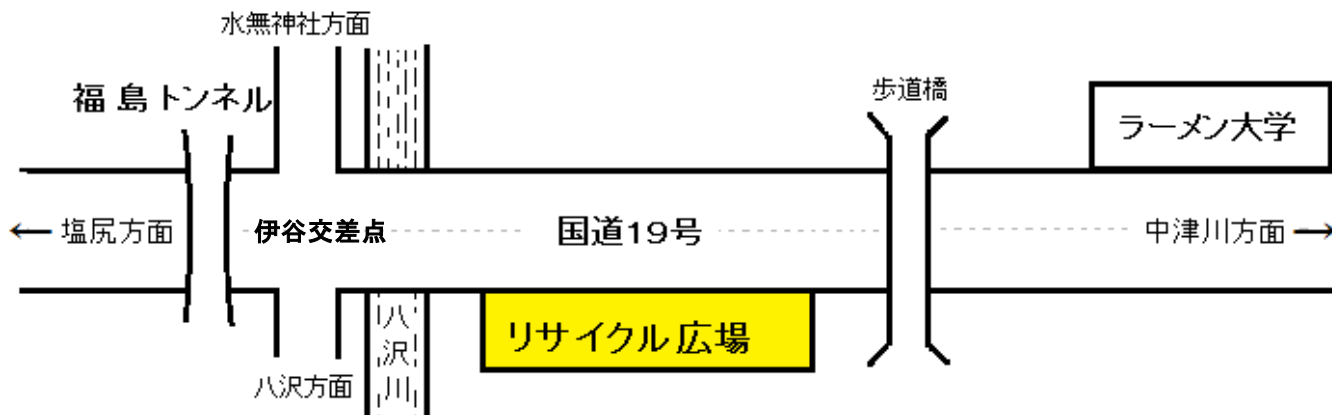 水無神社方面
福島トンネル
歩道橋
ラーメン大学
← 塩尻方面
伊谷交差点
国道19号
中津川方面 →
八沢川
リサイクル広場
八沢方面